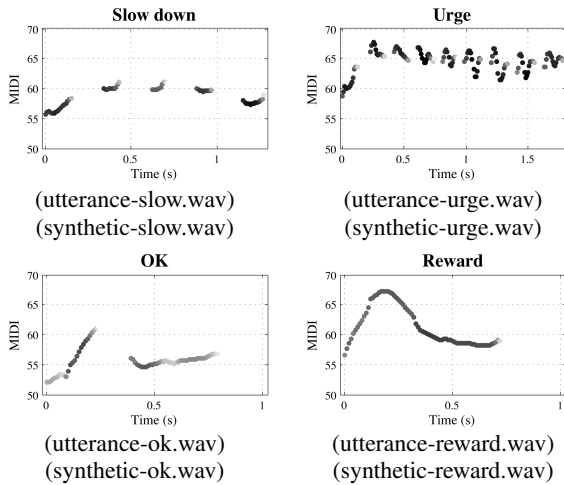 Slow down
70
65
60
55
50
MIDI
0
0.5
1
Time (s)
(utterance-slow.wav)
(synthetic-slow.wav)
Urge
70
65
60
55
50
MIDI
0
0.5
1
1.5
Time (s)
(utterance-urge.wav)
(synthetic-urge.wav)
OK
70
65
60
55
50
MIDI
0
0.5
1
Time (s)
(utterance-ok.wav)
(synthetic-ok.wav)
Reward
70
65
60
55
50
MIDI
0
0.5
1
Time (s)
(utterance-reward.wav)
(synthetic-reward.wav)